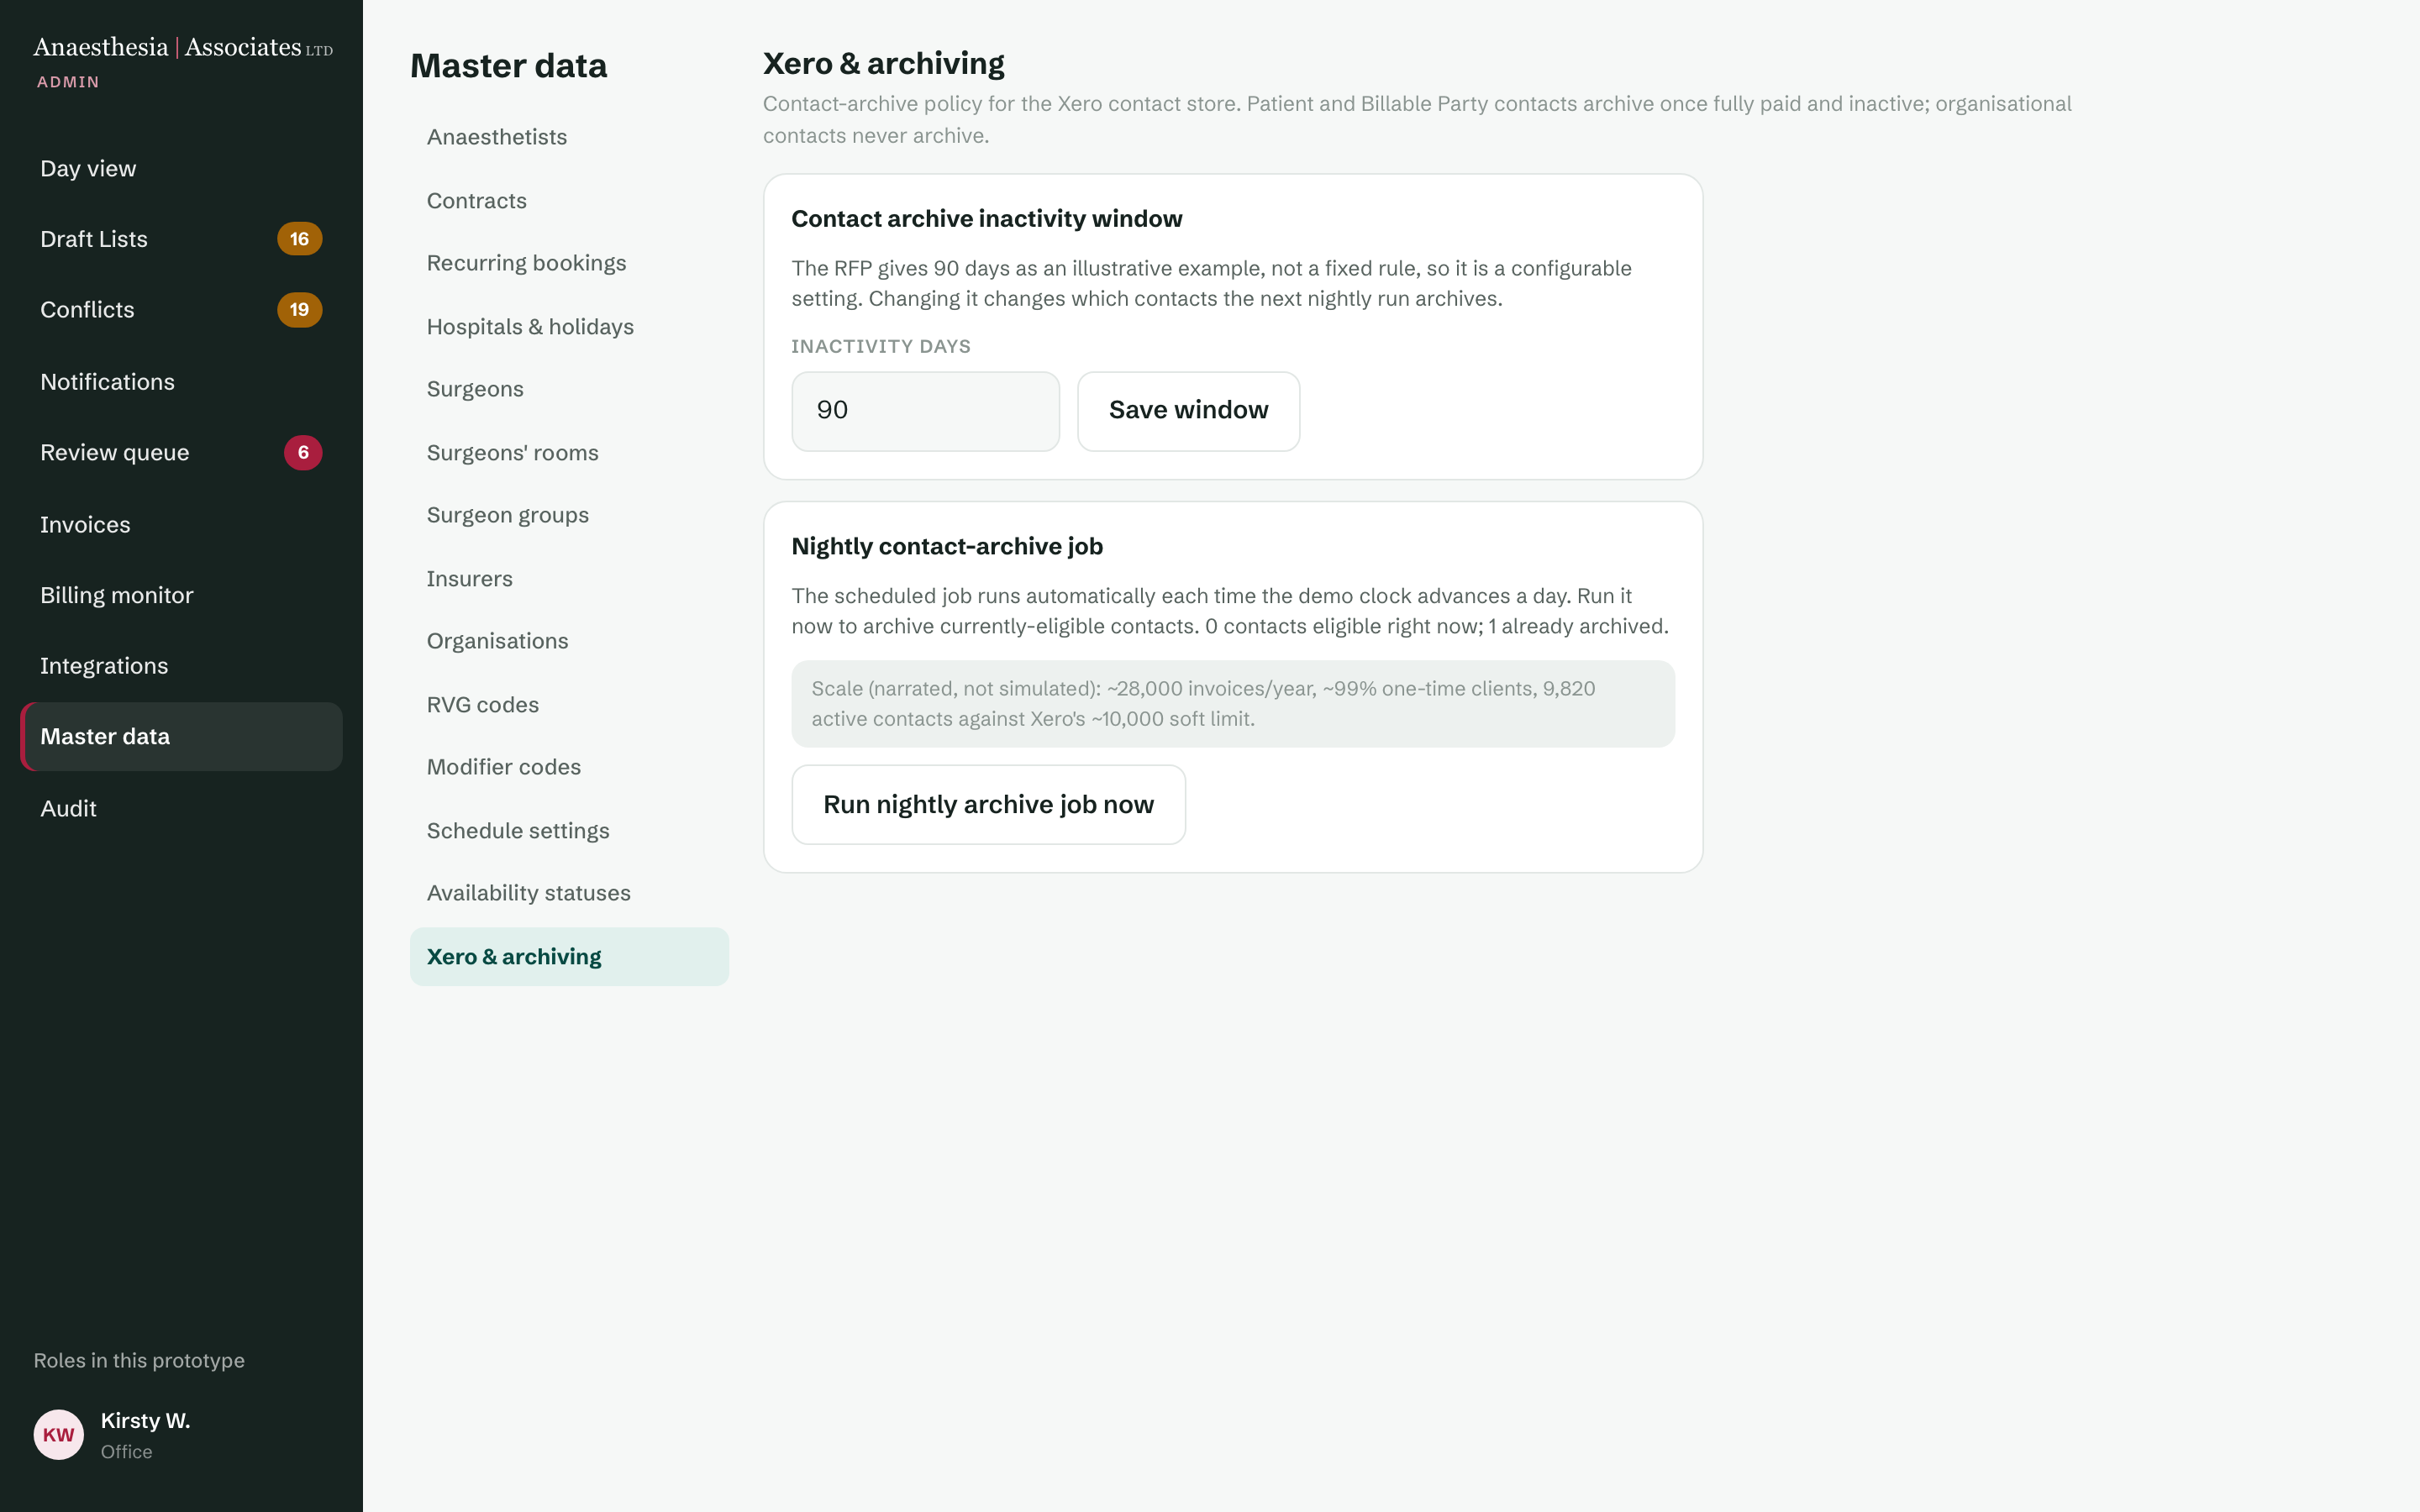 Anaesthesia | Associates LTD
ADMIN
Day view
Draft Lists 16
Conflicts 19
Notifications
Review queue 6
Invoices
Billing monitor
Integrations
Master data
Audit
Roles in this prototype
KW
Kirsty W.
Office
Master data
Anaesthetists
Contracts
Recurring bookings
Hospitals & holidays
Surgeons
Surgeons' rooms
Surgeon groups
Insurers
Organisations
RVG codes
Modifier codes
Schedule settings
Availability statuses
Xero & archiving
Xero & archiving
Contact-archive policy for the Xero contact store. Patient and Billable Party contacts archive once fully paid and inactive; organisational
contacts never archive.
Contact archive inactivity window
The RFP gives 90 days as an illustrative example, not a fixed rule, so it is a configurable
setting. Changing it changes which contacts the next nightly run archives.
INACTIVITY DAYS
90
Save window
Nightly contact-archive job
The scheduled job runs automatically each time the demo clock advances a day. Run it
now to archive currently-eligible contacts. 0 contacts eligible right now; 1 already archived.
Scale (narrated, not simulated): ~28,000 invoices/year, ~99% one-time clients, 9,820
active contacts against Xero's ~10,000 soft limit.
Run nightly archive job now